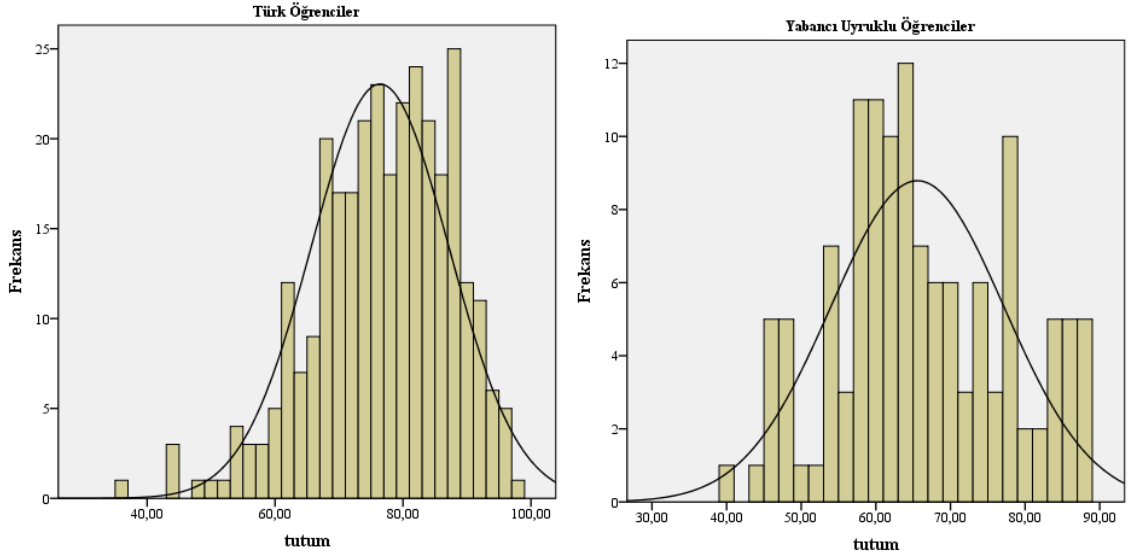 Türk Öğrenciler
Frekans
25
20
15
10
5
0
40,00 60,00 80,00 100,00
tutum
Yabancı Uyruklu Öğrenciler
Frekans
12
10
8
6
4
2
0
30,00 40,00 50,00 60,00 70,00 80,00 90,00
tutum